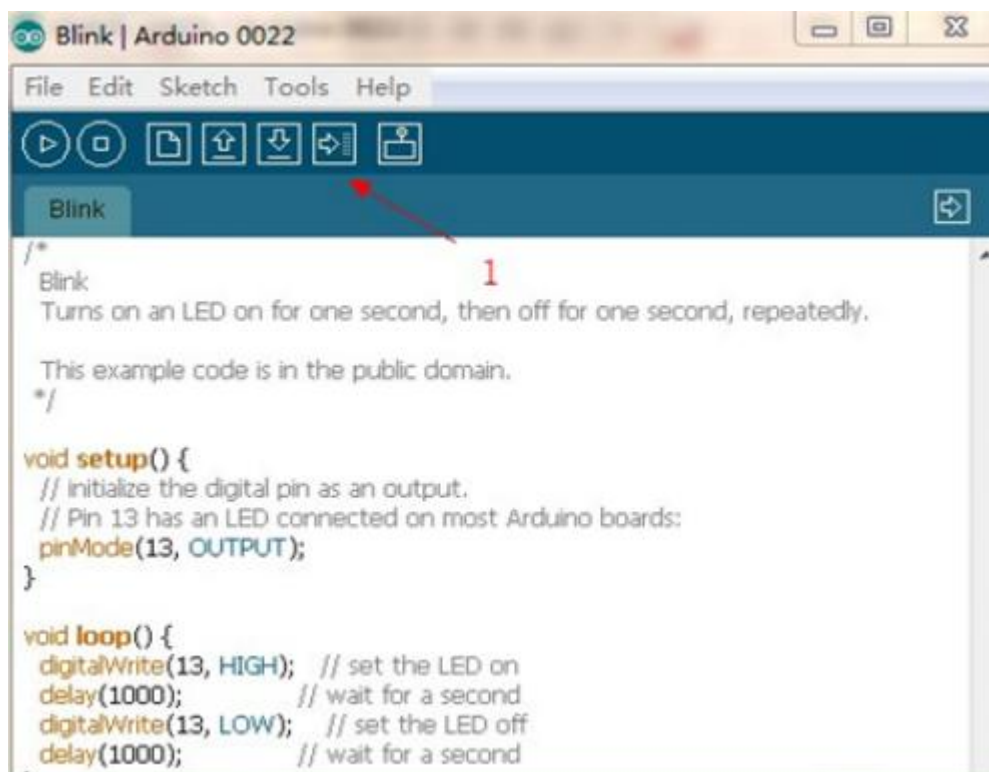 Blink | Arduino 0022
File Edit Sketch Tools Help
Blink
1
/*
Blink
Turns on an LED on for one second, then off for one second, repeatedly.
This example code is in the public domain.
*/
void setup() {
// initialize the digital pin as an output.
// Pin 13 has an LED connected on most Arduino boards:
pinMode(13, OUTPUT);
}
void loop() {
digitalWrite(13, HIGH); // set the LED on
delay(1000); // wait for a second
digitalWrite(13, LOW); // set the LED off
delay(1000); // wait for a second